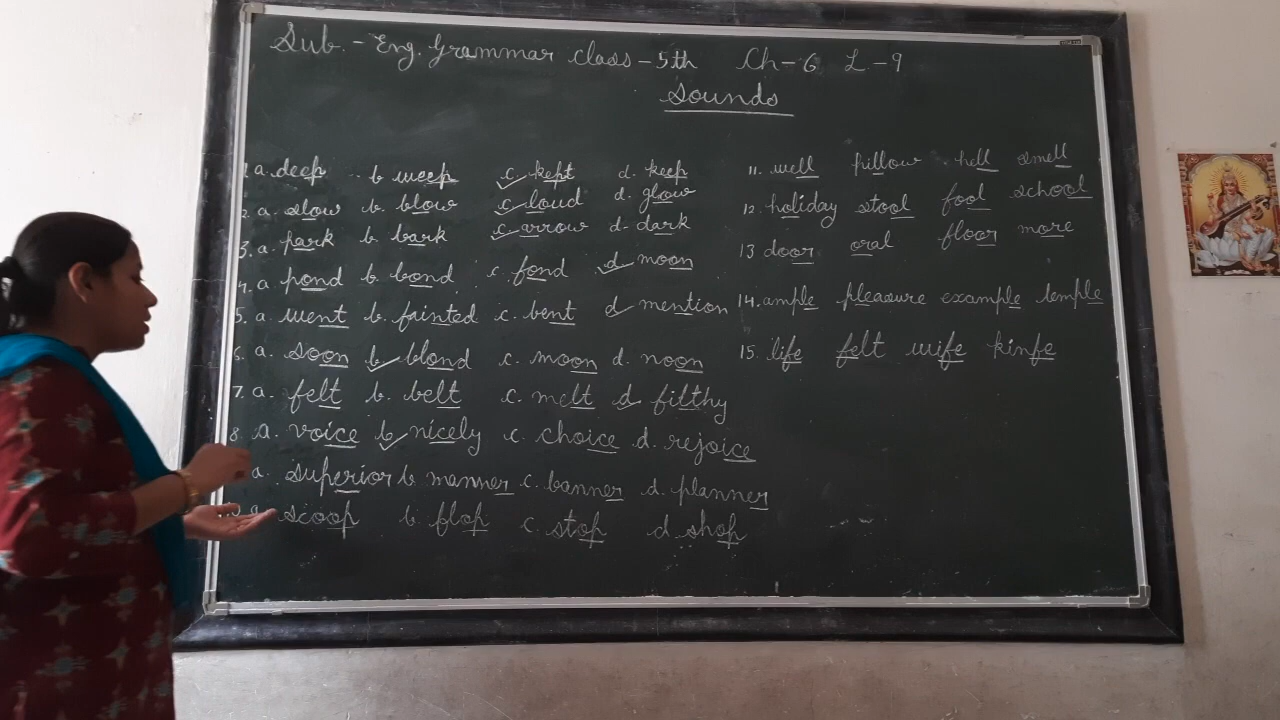 Sub. - Eng. Grammar Class - 5th Ch - 6 L - 9
Sounds
1. a. deep b. weep c. kept d. keep
2. a. slow b. blow c. loud d. glow
3. a. park b. bark c. arrow d. dark
4. a pond b. bond c. fond d. moon
5. a. went b. fainted c. bent d mention
6. a. soon b. blond c. moon d. noon
7. a. felt b. belt c. melt d. filthy
8. a. voice b. nicely c. choice d. rejoice
a. superior b manner c. banner d. planner
a. scoop b. flop c. stop d. shop
11. well pillow hell smell
12. holiday stool fool school
13 door oral floor more
14. ample pleasure example temple
15. life felt wife kinfe